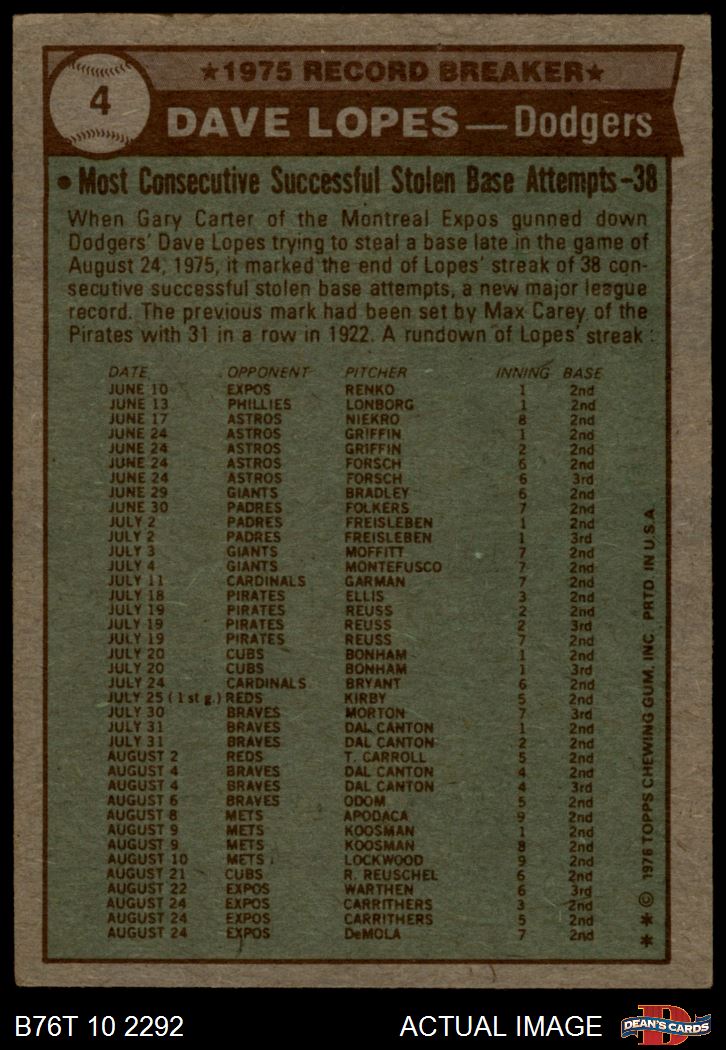 4
★1975 RECORD BREAKER★
DAVE LOPES—Dodgers
• Most Consecutive Successful Stolen Base Attempts-38
When Gary Carter of the Montreal Expos gunned down
Dodgers' Dave Lopes trying to steal a base late in the game of
August 24, 1975, it marked the end of Lopes' streak of 38 con-
secutive successful stolen base attempts, a new major league
record. The previous mark had been set by Max Carey of the
Pirates with 31 in a row in 1922. A rundown of Lopes' streak :
DATE OPPONENT PITCHER INNING BASE
JUNE 10 EXPOS RENKO 1 2nd
JUNE 13 PHILLIES LONBORG 1 2nd
JUNE 17 ASTROS NIEKRO 8 2nd
JUNE 24 ASTROS GRIFFIN 1 2nd
JUNE 24 ASTROS GRIFFIN 2 2nd
JUNE 24 ASTROS FORSCH 6 2nd
JUNE 24 ASTROS FORSCH 6 3rd
JUNE 29 GIANTS BRADLEY 6 2nd
JUNE 30 PADRES FOLKERS 7 2nd
JULY 2 PADRES FREISLEBEN 1 2nd
JULY 2 PADRES FREISLEBEN 1 3rd
JULY 3 GIANTS MOFFITT 7 2nd
JULY 4 GIANTS MONTEFUSCO 7 2nd
JULY 11 CARDINALS GARMAN 7 2nd
JULY 18 PIRATES ELLIS 3 2nd
JULY 19 PIRATES REUSS 2 2nd
JULY 19 PIRATES REUSS 2 3rd
JULY 19 PIRATES REUSS 7 2nd
JULY 20 CUBS BONHAM 1 2nd
JULY 20 CUBS BONHAM 1 3rd
JULY 24 CARDINALS BRYANT 6 2nd
JULY 25 (1st g.) REDS KIRBY 5 2nd
JULY 30 BRAVES MORTON 7 3rd
JULY 31 BRAVES DAL CANTON 1 2nd
JULY 31 BRAVES DAL CANTON 2 2nd
AUGUST 2 REDS T. CARROLL 5 2nd
AUGUST 4 BRAVES DAL CANTON 4 2nd
AUGUST 4 BRAVES DAL CANTON 4 3rd
AUGUST 6 BRAVES ODOM 5 2nd
AUGUST 8 METS APODACA 9 2nd
AUGUST 9 METS KOOSMAN 1 2nd
AUGUST 9 METS KOOSMAN 8 2nd
AUGUST 10 METS LOCKWOOD 9 2nd
AUGUST 21 CUBS R. REUSCHEL 6 2nd
AUGUST 22 EXPOS WARTHEN 6 3rd
AUGUST 24 EXPOS CARRITHERS 3 2nd
AUGUST 24 EXPOS CARRITHERS 5 2nd
AUGUST 24 EXPOS DeMOLA 7 2nd
** © 1976 TOPPS CHEWING GUM, INC. PRTD. IN U.S.A.
B76T 10 2292 ACTUAL IMAGE
D
DEAN'S CARDS